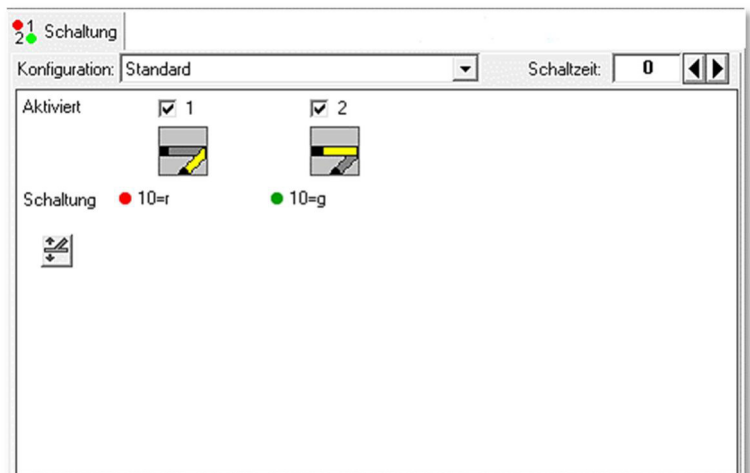 1 2 Schaltung
Konfiguration: Standard Schaltzeit: 0
Aktiviert 1 2
Schaltung 10=r 10=g